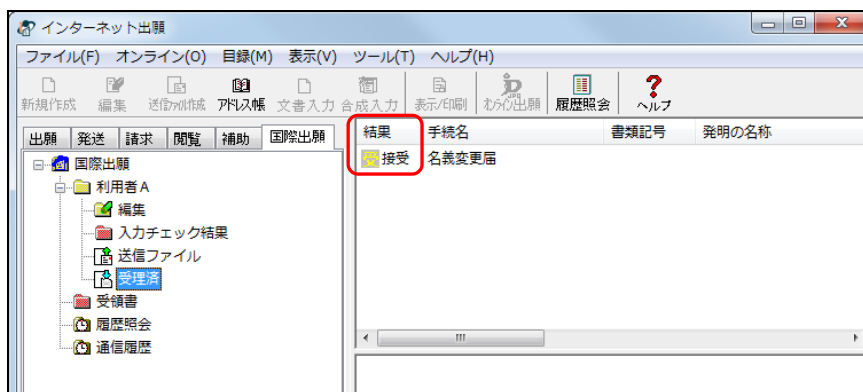 インターネット出願
ファイル(F) オンライン(O) 目録(M) 表示(V) ツール(T) ヘルプ(H)
新規作成 編集 送信ファイル作成 アドレス帳 文書入力 合成入力 表示/印刷 オンライン出願 履歴照会 ヘルプ
出願 発送 請求 閲覧 補助 国際出願
結果 手続名 書類記号 発明の名称
受 接受 名義変更届
国際出願
利用者A
編集
入力チェック結果
送信ファイル
受理済
受領書
履歴照会
通信履歴